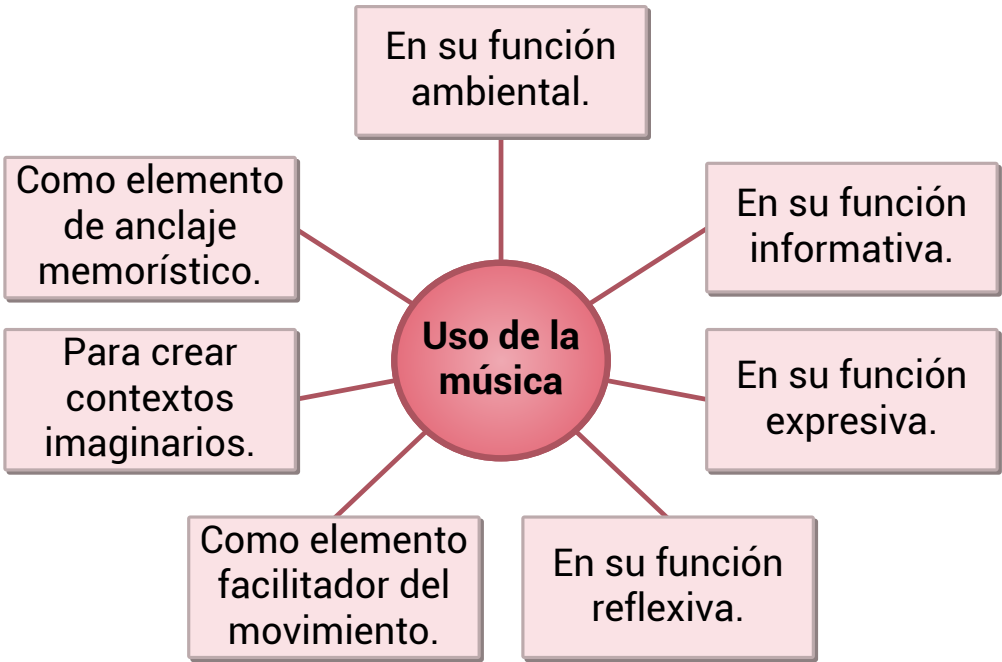 En su función
ambiental.
Como elemento
de anclaje
memorístico.
En su función
informativa.
Uso de la
música
Para crear
contextos
imaginarios.
En su función
expresiva.
Como elemento
facilitador del
movimiento.
En su función
reflexiva.